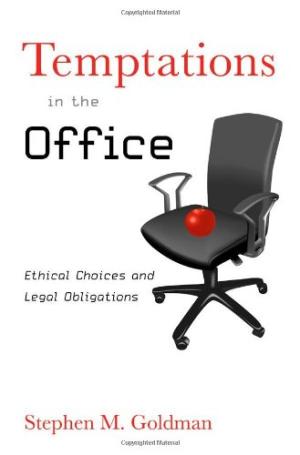 Temptations
in the
Office
Ethical Choices and
Legal Obligations
Stephen M. Goldman